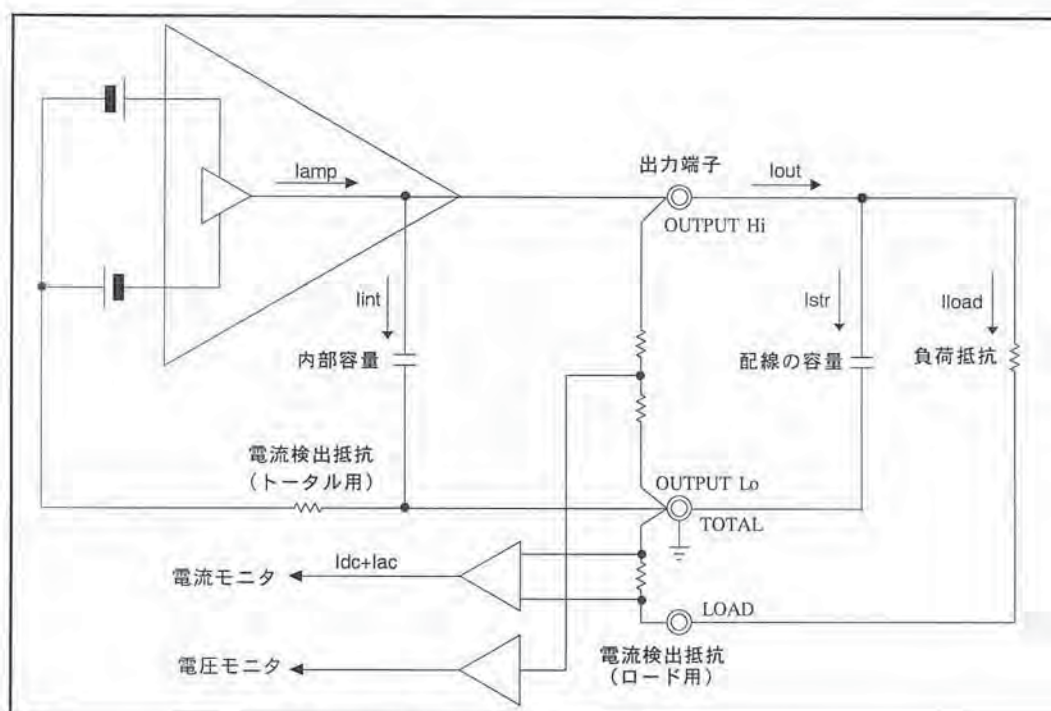 Iamp
出力端子
Iout
OUTPUT Hi
Iint
Istr
Iload
内部容量
配線の容量
負荷抵抗
電流検出抵抗
(トータル用)
OUTPUT Lo
TOTAL
電流モニタ
Idc+Iac
LOAD
電圧モニタ
電流検出抵抗
(ロード用)